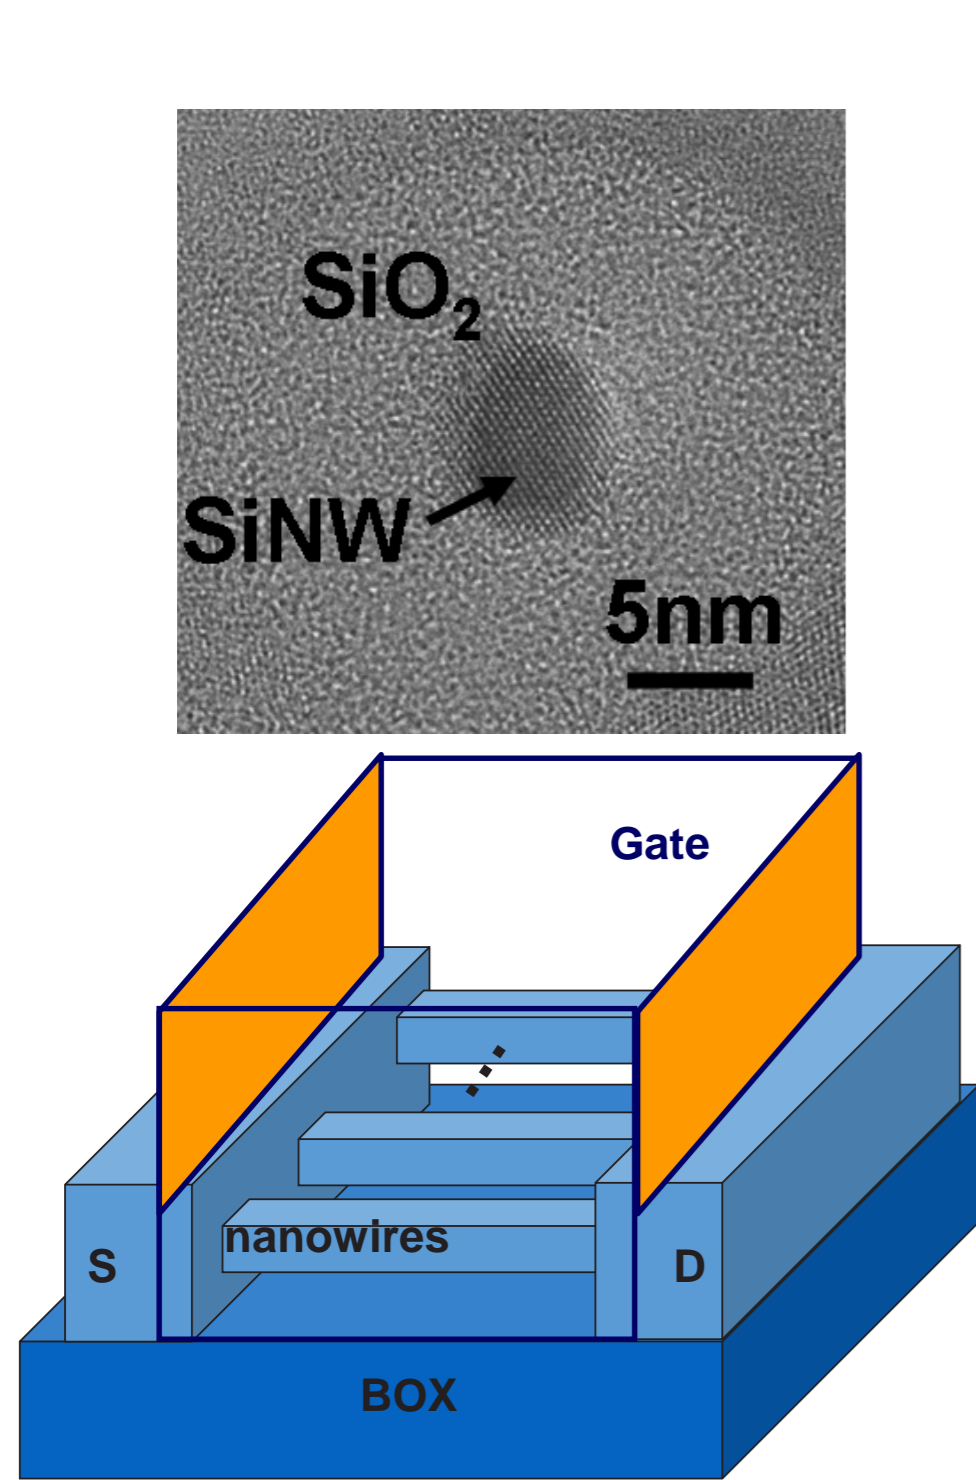 SiO₂
SiNW
5nm
Gate
nanowires
S
D
BOX